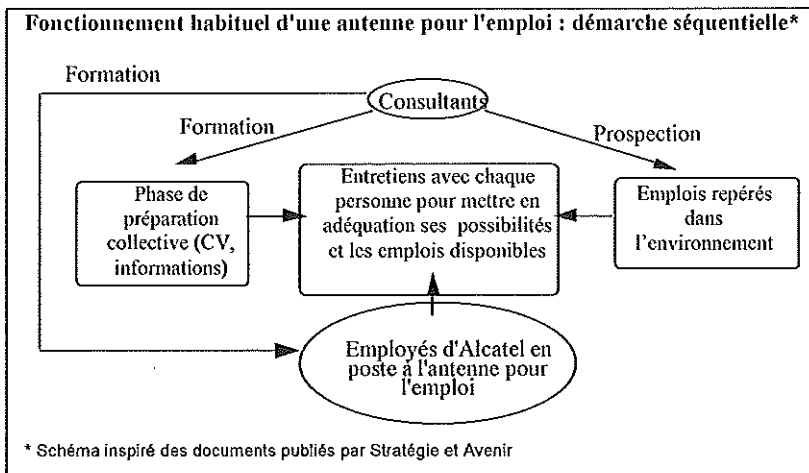 Fonctionnement habituel d'une antenne pour l'emploi : démarche séquentielle*
Formation
Consultants
Formation
Prospection
Phase de
préparation
collective (CV,
informations)
Entretiens avec chaque
personne pour mettre en
adéquation ses possibilités
et les emplois disponibles
Emplois repérés
dans
l'environnement
Employés d'Alcatel en
poste à l'antenne pour
l'emploi
* Schéma inspiré des documents publiés par Stratégie et Avenir